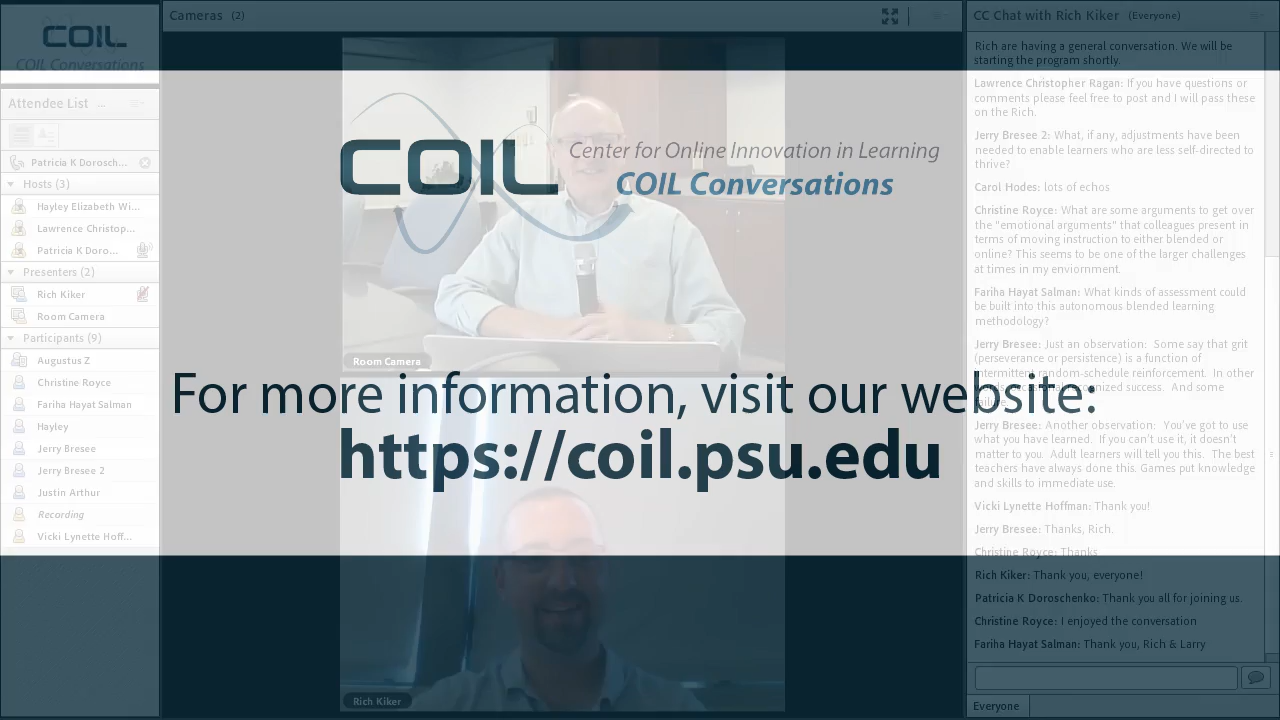 COIL
COIL Conversations
Attendee List ...
Patricia K Dorosch...
Hosts (3)
Hayley Elizabeth Wi...
Lawrence Christop...
Patricia K Doro...
Presenters (2)
Rich Kiker
Room Camera
Participants (9)
Augustus Z
Christine Royce
Fariha Hayat Salman
Hayley
Jerry Bresee
Jerry Bresee 2
Justin Arthur
Recording
Vicki Lynette Hoff...
Cameras (2)
COIL
Center for Online Innovation in Learning
COIL Conversations
Room Camera
For more information, visit our website:
https://coil.psu.edu
Rich Kiker
CC Chat with Rich Kiker (Everyone)
Rich are having a general conversation. We will be
starting the program shortly.
Lawrence Christopher Ragan: If you have questions or
comments please feel free to post and I will pass these
on the Rich.
Jerry Bresee 2: What, if any, adjustments have been
needed to enable learners who are less self-directed to
thrive?
Carol Hodes: lots of echos
Christine Royce: What are some arguments to get over
the "emotional arguments" that colleagues present in
terms of moving instruction to either blended or
online? This seems to be one of the larger challenges
at times in my enviornment.
Fariha Hayat Salman: What kinds of assessment could
be built into this autonomous blended learning
methodology?
Jerry Bresee: Just an observation: Some say that grit
(perseverance or persistence) is a function of
intermittent random-schedule reinforcement. In other
recognized success. And some
failure.
Jerry Bresee: Another observation: You've got to use
what you have learned. If you can't use it, it doesn't
matter to you. Adult learners will tell you this. The best
teachers have always done this. Games put knowledge
and skills to immediate use.
Vicki Lynette Hoffman: Thank you!
Jerry Bresee: Thanks, Rich.
Christine Royce: Thanks
Rich Kiker: Thank you, everyone!
Patricia K Doroschenko: Thank you all for joining us.
Christine Royce: I enjoyed the conversation
Fariha Hayat Salman: Thank you, Rich & Larry
Everyone